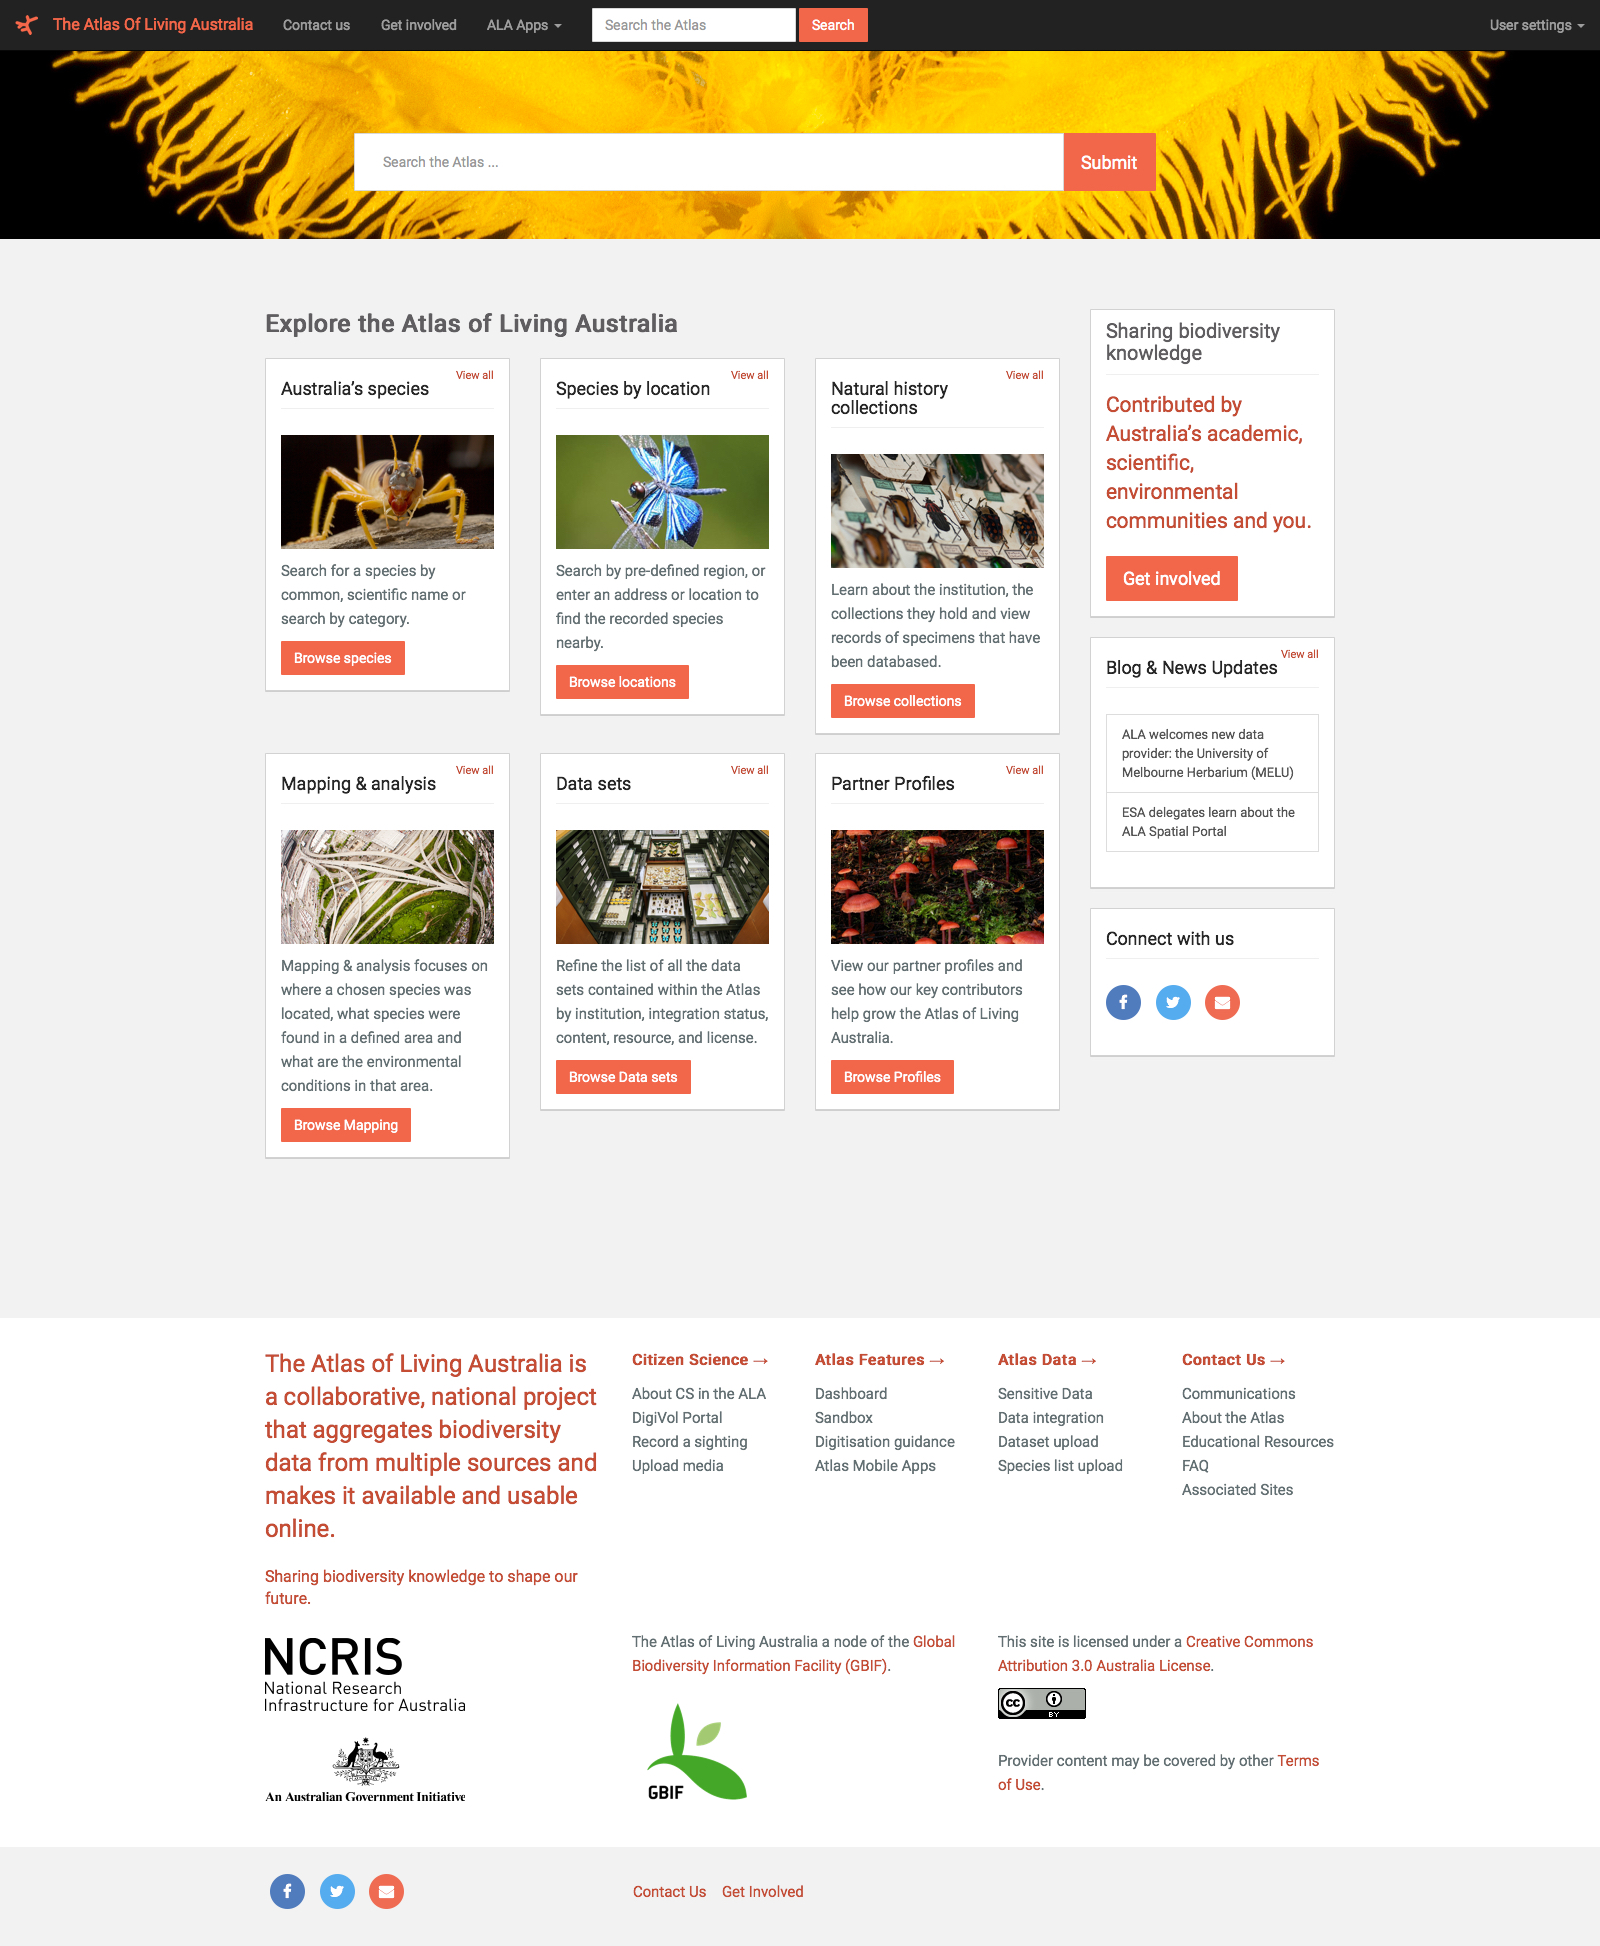 The Atlas Of Living Australia
Contact us
Get involved
ALA Apps
Search the Atlas
Search
User settings
Search the Atlas ...
Submit
Explore the Atlas of Living Australia
View all
Australia’s species
Search for a species by
common, scientific name or
search by category.
Browse species
View all
Species by location
Search by pre-defined region, or
enter an address or location to
find the recorded species
nearby.
Browse locations
View all
Natural history
collections
Learn about the institution, the
collections they hold and view
records of specimens that have
been databased.
Browse collections
View all
Mapping & analysis
Mapping & analysis focuses on
where a chosen species was
located, what species were
found in a defined area and
what are the environmental
conditions in that area.
Browse Mapping
View all
Data sets
Refine the list of all the data
sets contained within the Atlas
by institution, integration status,
content, resource, and license.
Browse Data sets
View all
Partner Profiles
View our partner profiles and
see how our key contributors
help grow the Atlas of Living
Australia.
Browse Profiles
Sharing biodiversity
knowledge
Contributed by
Australia’s academic,
scientific,
environmental
communities and you.
Get involved
View all
Blog & News Updates
ALA welcomes new data
provider: the University of
Melbourne Herbarium (MELU)
ESA delegates learn about the
ALA Spatial Portal
Connect with us
The Atlas of Living Australia is
a collaborative, national project
that aggregates biodiversity
data from multiple sources and
makes it available and usable
online.
Sharing biodiversity knowledge to shape our
future.
Citizen Science →
About CS in the ALA
DigiVol Portal
Record a sighting
Upload media
Atlas Features →
Dashboard
Sandbox
Digitisation guidance
Atlas Mobile Apps
Atlas Data →
Sensitive Data
Data integration
Dataset upload
Species list upload
Contact Us →
Communications
About the Atlas
Educational Resources
FAQ
Associated Sites
NCRIS
National Research
Infrastructure for Australia
An Australian Government Initiative
The Atlas of Living Australia a node of the Global
Biodiversity Information Facility (GBIF).
GBIF
This site is licensed under a Creative Commons
Attribution 3.0 Australia License.
cc
BY
Provider content may be covered by other Terms
of Use.
Contact Us
Get Involved